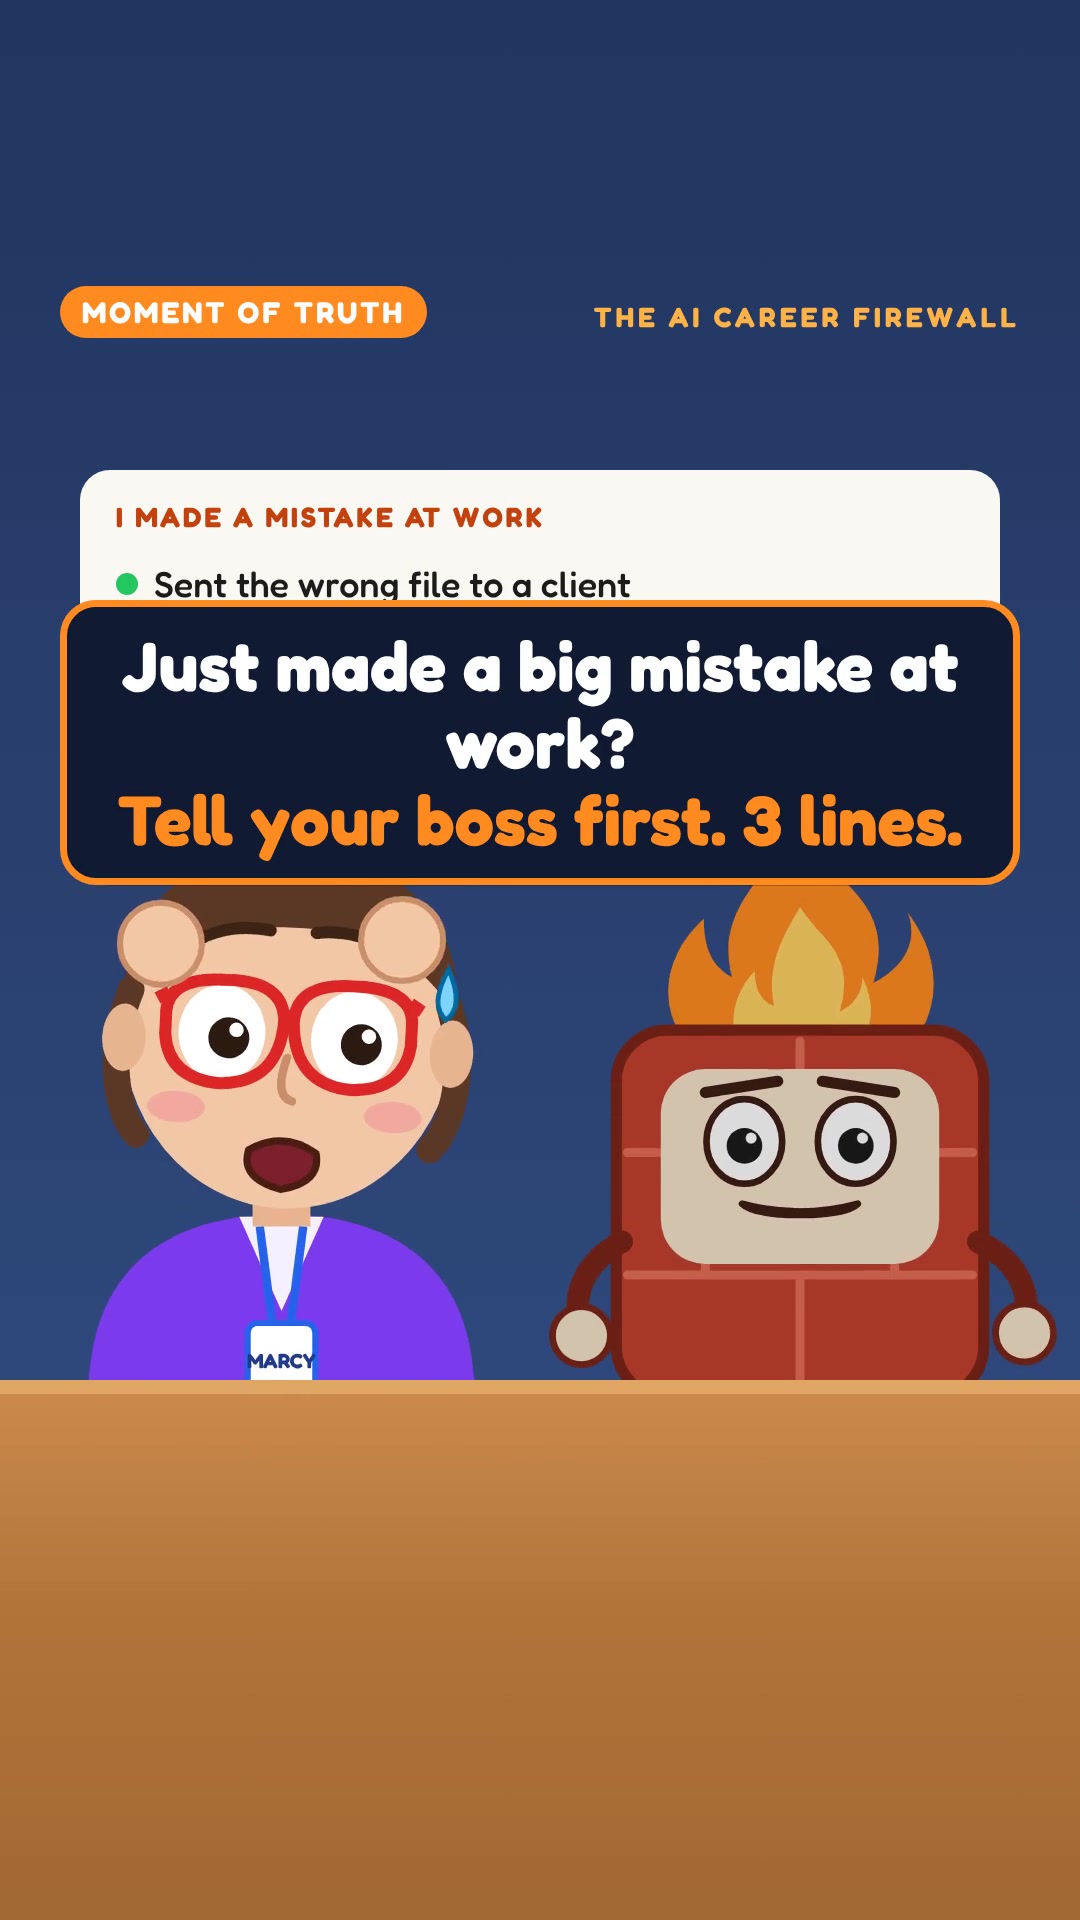 MOMENT OF TRUTH
THE AI CAREER FIREWALL
I MADE A MISTAKE AT WORK
Sent the wrong file to a client
Just made a big mistake at
work?
Tell your boss first. 3 lines.
MARCY